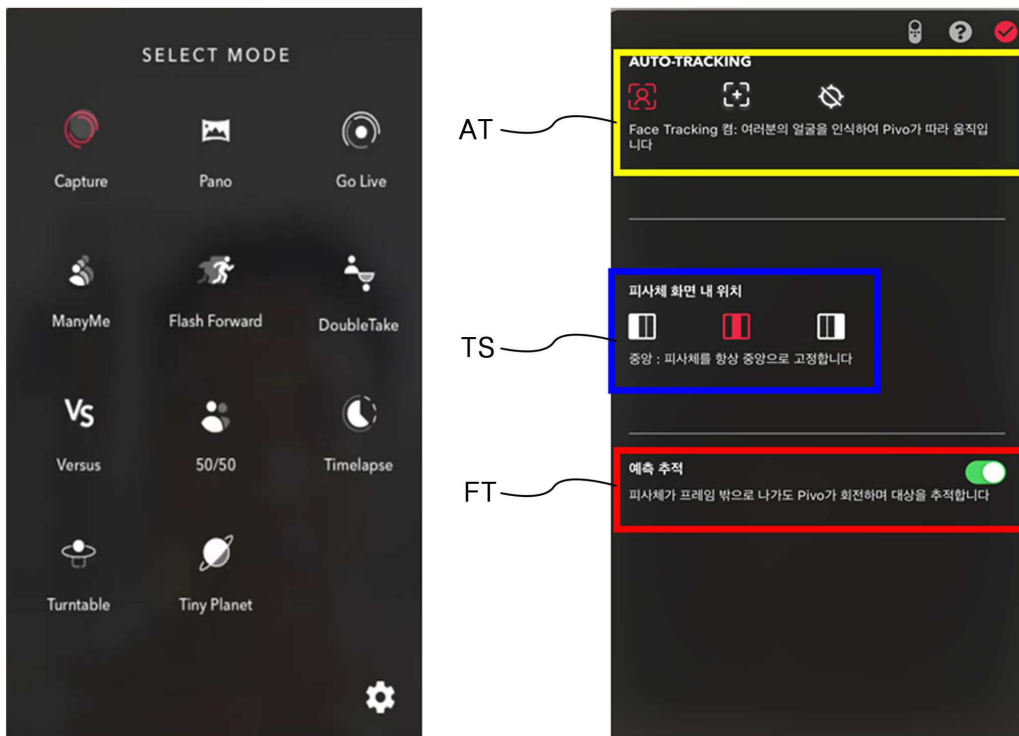 SELECT MODE
Capture
Pano
Go Live
ManyMe
Flash Forward
DoubleTake
VS
Versus
50/50
Timelapse
Turntable
Tiny Planet
AUTO-TRACKING
Face Tracking 켬: 여러분의 얼굴을 인식하여 Pivo가 따라 움직입
니다
AT
피사체 화면 내 위치
중앙 : 피사체를 항상 중앙으로 고정합니다
TS
예측 추적
피사체가 프레임 밖으로 나가도 Pivo가 회전하며 대상을 추적합니다
FT